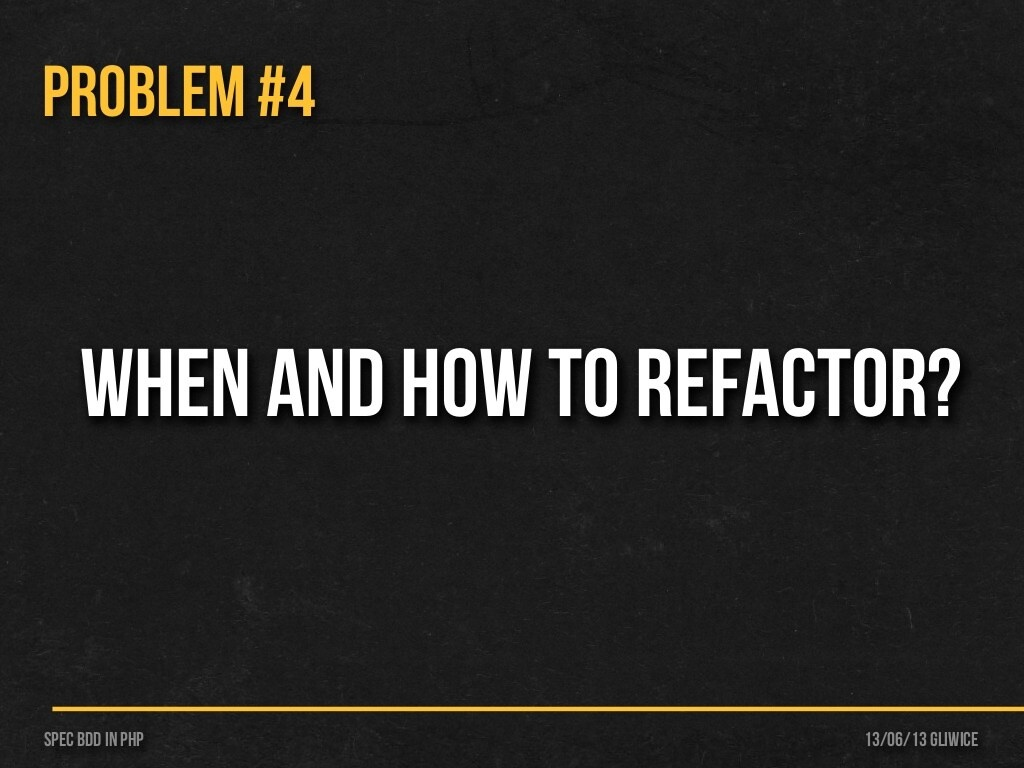 PROBLEM #4
WHEN AND HOW TO REFACTOR?
SPEC BDD IN PHP
13/06/13 GLIWICE